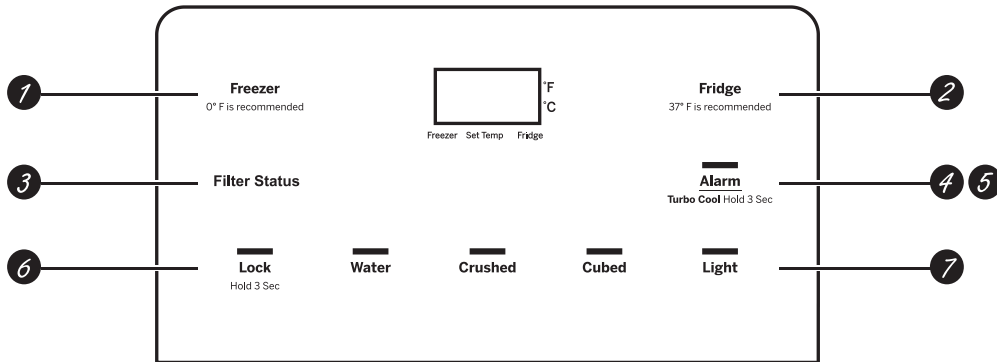 1
Freezer
0° F is recommended
°F
°C
Freezer Set Temp Fridge
Fridge
37° F is recommended
2
3
Filter Status
Alarm
Turbo Cool Hold 3 Sec
4 5
6
Lock
Hold 3 Sec
Water
Crushed
Cubed
Light
7